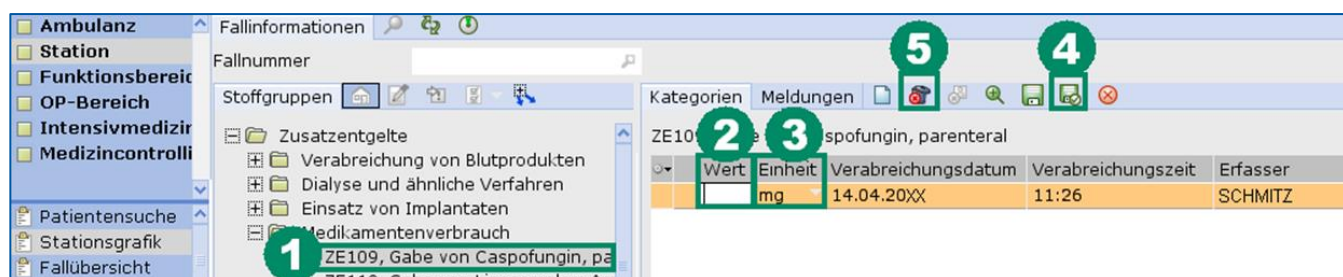 Ambulanz
Station
Funktionsbereic
OP-Bereich
Intensivmedizir
Medizincontrolli
Patientensuche
Stationsgrafik
Fallübersicht
Fallinformationen
Fallnummer
Stoffgruppen
Zusatzentgelte
Verabreichung von Blutprodukten
Dialyse und ähnliche Verfahren
Einsatz von Implantaten
Medikamentenverbrauch
1
ZE109, Gabe von Caspofungin, pa
5
4
Kategorien Meldungen
2
3
ZE10 spofungin, parenteral
Wert Einheit Verabreichungsdatum Verabreichungszeit Erfasser
mg 14.04.20XX 11:26 SCHMITZ